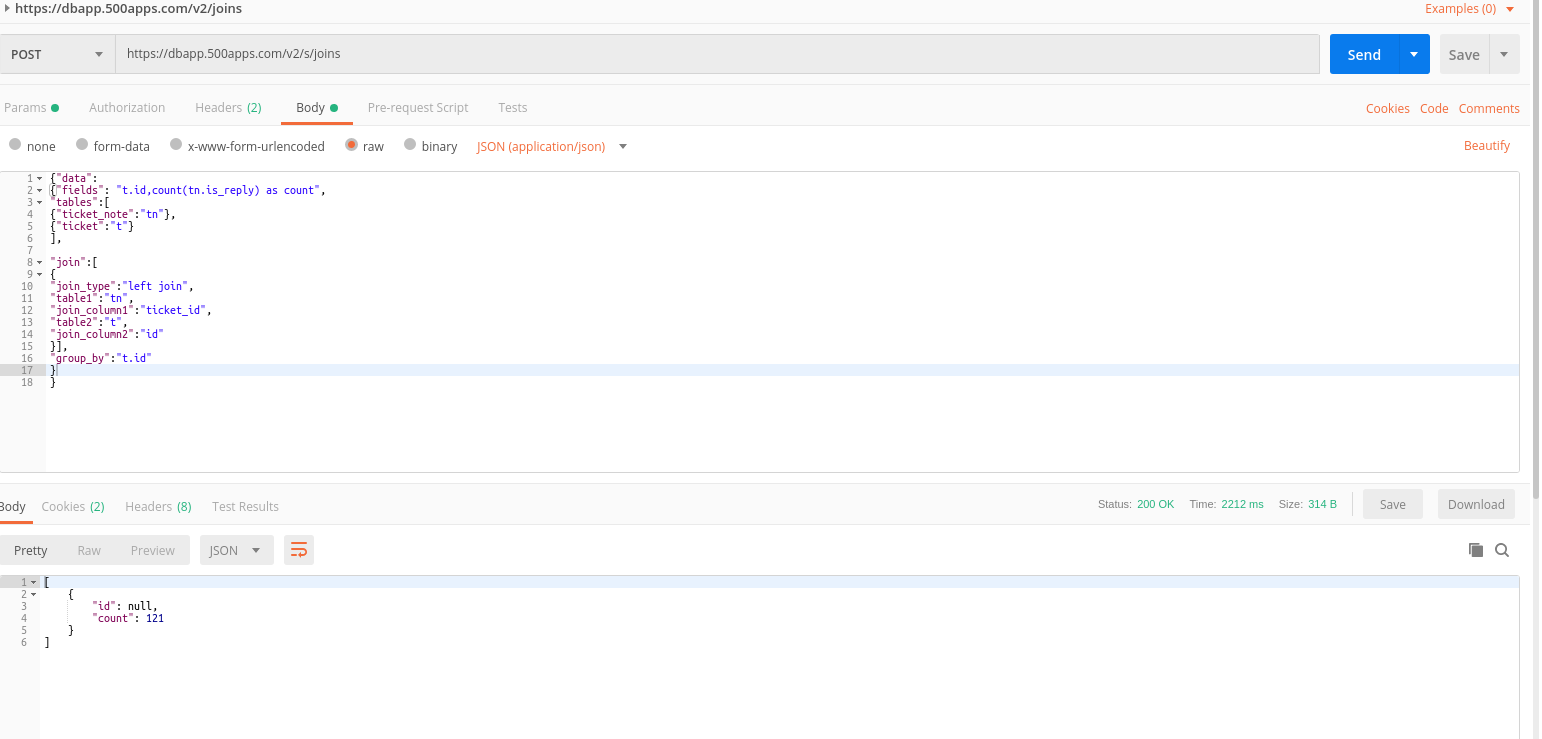 https://dbapp.500apps.com/v2/joins
Examples (0)
POST
https://dbapp.500apps.com/v2/s/joins
Send
Save
Params
Authorization
Headers (2)
Body
Pre-request Script
Tests
Cookies
Code
Comments
none
form-data
x-www-form-urlencoded
raw
binary
JSON (application/json)
Beautify
1 {"data":
2 {"fields": "t.id,count(tn.is_reply) as count",
3 "tables":[
4 {"ticket_note":"tn"},
5 {"ticket":"t"}
6 ],
7
8 "join":[
9 {
10 "join_type":"left join",
11 "table1":"tn",
12 "join_column1":"ticket_id",
13 "table2":"t",
14 "join_column2":"id"
15 }],
16 "group_by":"t.id"
17 }
18 }
Body
Cookies (2)
Headers (8)
Test Results
Status: 200 OK
Time: 2212 ms
Size: 314 B
Save
Download
Pretty
Raw
Preview
JSON
1 [
2 {
3 "id": null,
4 "count": 121
5 }
6 ]